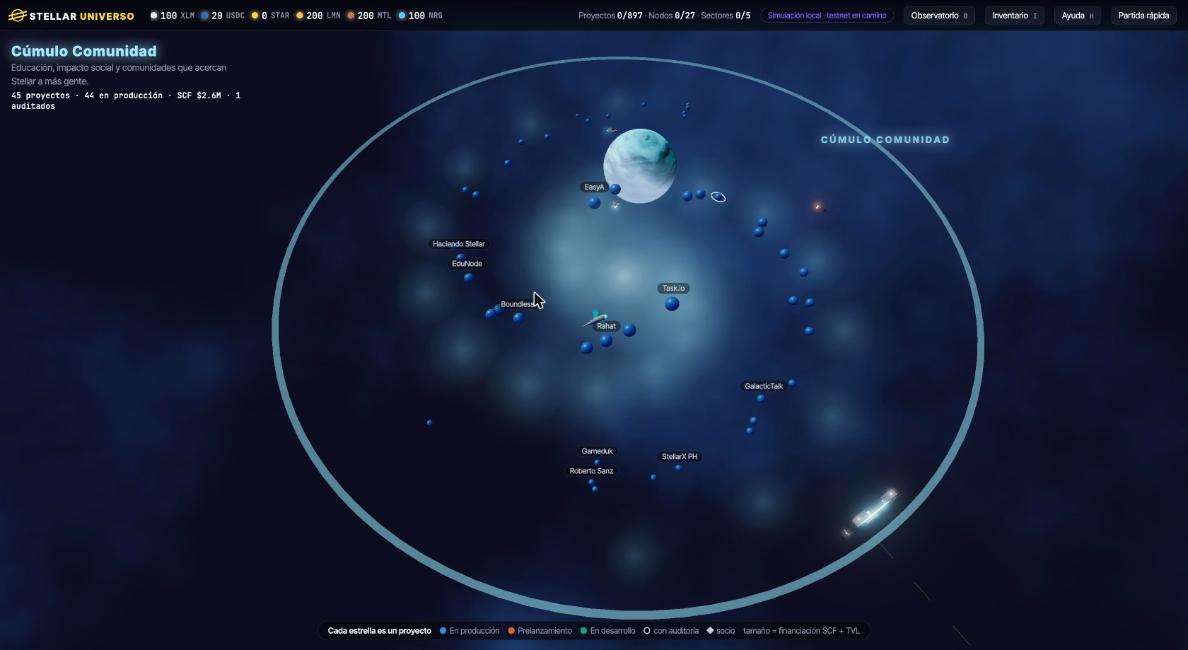 STELLAR UNIVERSO
100 XLM 20 USDC 0 STAR 200 LMN 200 MTL 100 NRG
Proyectos 0/897 · Nodos 0/27 · Sectores 0/5
Simulación local · testnet en camino
Observatorio O
Inventario I
Ayuda H
Partida rápida
Cúmulo Comunidad
Educación, impacto social y comunidades que acercan
Stellar a más gente.
45 proyectos · 44 en producción · SCF $2.6M · 1
auditados
CÚMULO COMUNIDAD
EasyA
Haciendo Stellar
EduNode
Task.io
Boundless
Rahat
GalacticTalk
Gameduk
StellarX PH
Roberto Sanz
Cada estrella es un proyecto En producción Prelanzamiento En desarrollo con auditoría socio tamaño = financiación SCF + TVL